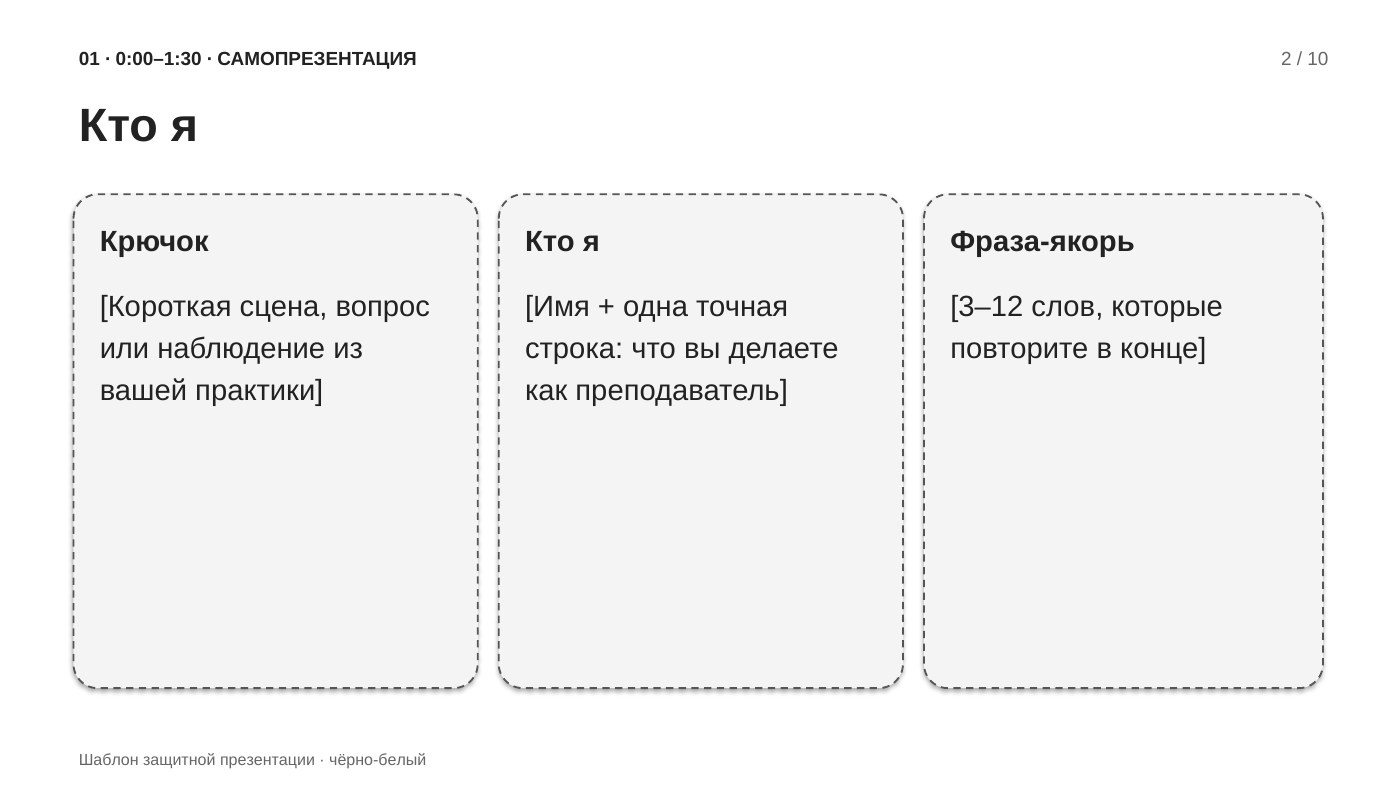 01 · 0:00–1:30 · САМОПРЕЗЕНТАЦИЯ
2 / 10
Кто я
Крючок
[Короткая сцена, вопрос
или наблюдение из
вашей практики]
Кто я
[Имя + одна точная
строка: что вы делаете
как преподаватель]
Фраза-якорь
[3–12 слов, которые
повторите в конце]
Шаблон защитной презентации · чёрно-белый